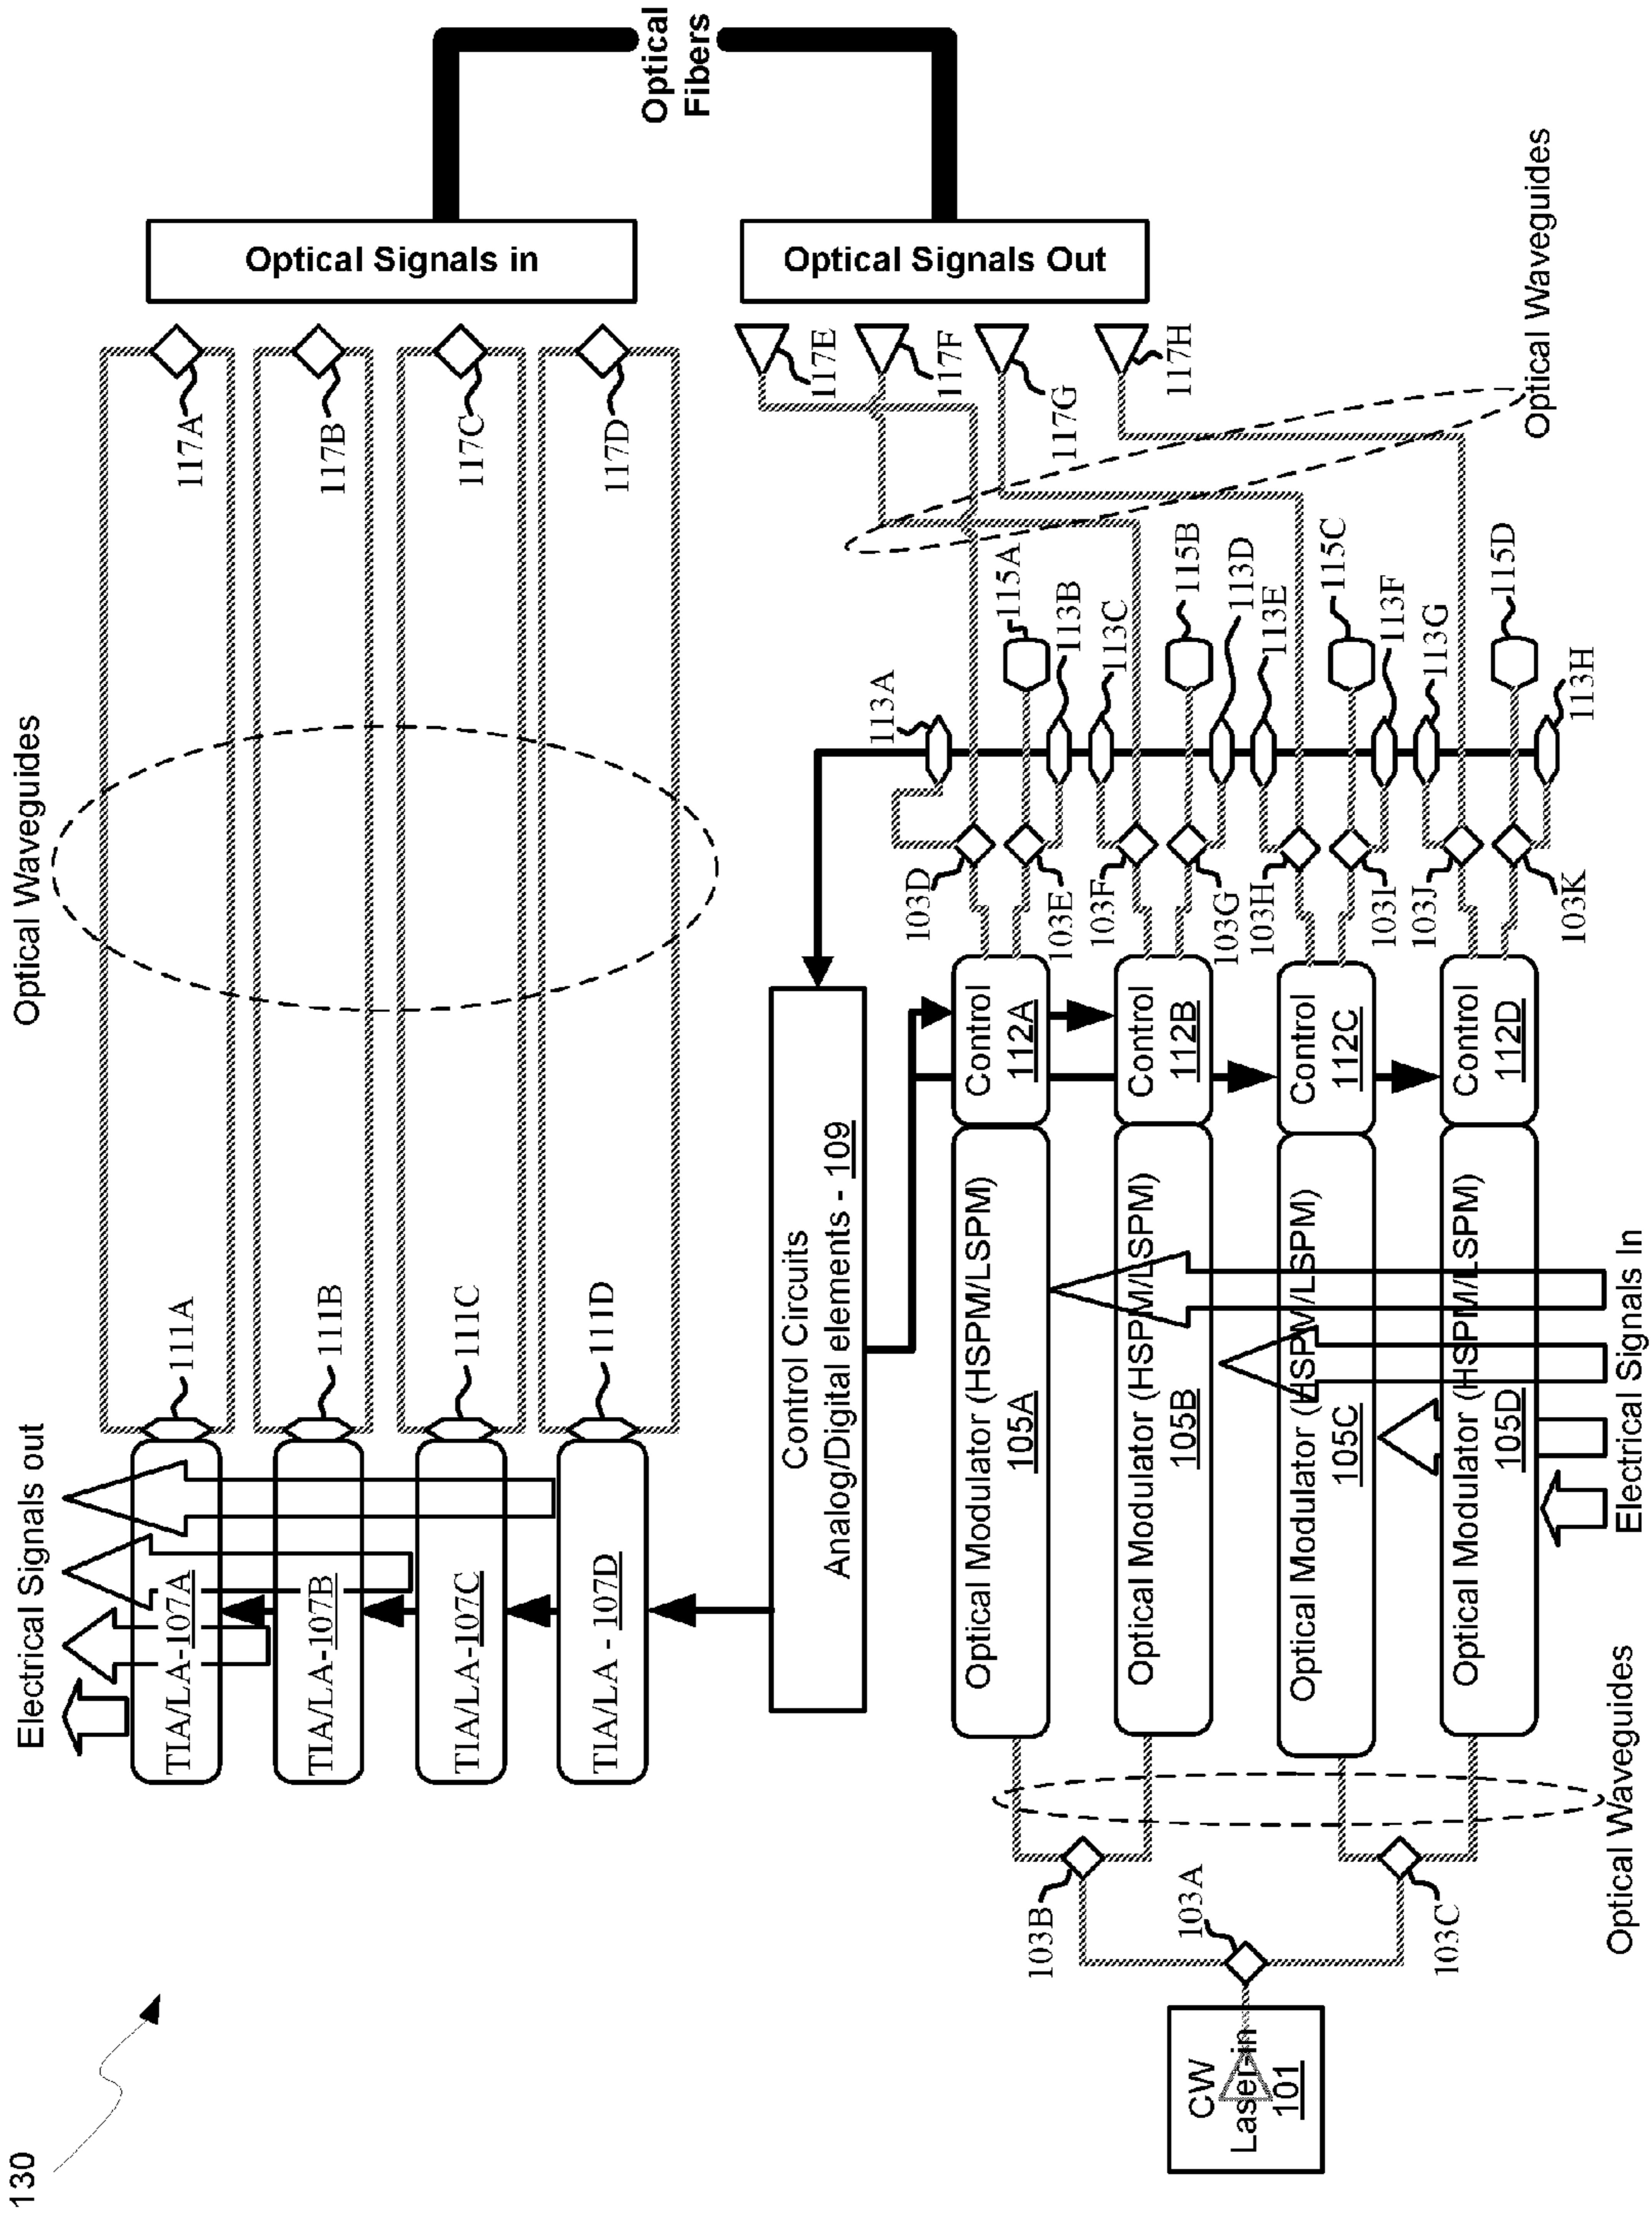 130
Electrical Signals out
Optical Waveguides
TIA/LA-107A
TIA/LA-107B
TIA/LA-107C
TIA/LA - 107D
111A
111B
111C
111D
117A
117B
117C
117D
Optical Signals in
Optical Signals Out
Optical
Fibers
117E
117F
117G
117H
Optical Waveguides
Control Circuits
Analog/Digital elements - 109
113A
115A
113B
113C
115B
113D
113E
115C
113F
113G
115D
113H
103D
103E
103F
103G
103H
103I
103J
103K
Optical Modulator (HSPM/LSPM)
105A
Control
112A
Optical Modulator (HSPM/LSPM)
105B
Control
112B
Optical Modulator (HSPM/LSPM)
105C
Control
112C
Optical Modulator (HSPM/LSPM)
105D
Control
112D
103B
103A
103C
CW
Laser-in
101
Optical Waveguides
Electrical Signals In